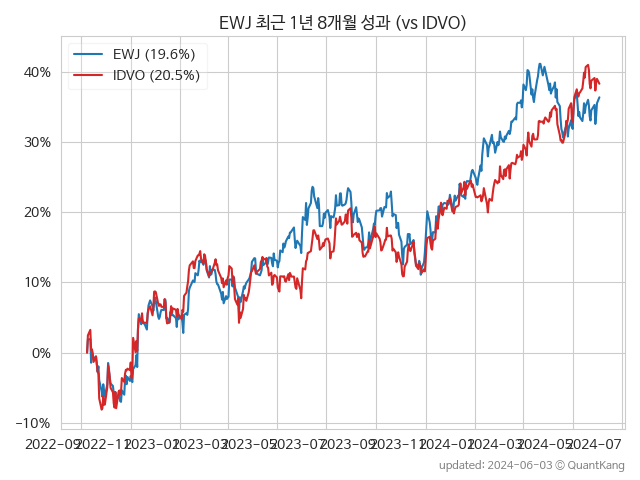 EWJ 최근 1년 8개월 성과 (vs IDVO)
EWJ (19.6%)
IDVO (20.5%)
40%
30%
20%
10%
0%
−10%
2022-09 2022-11 2023-01 2023-03 2023-05 2023-07 2023-09 2023-11 2024-01 2024-03 2024-05 2024-07
updated: 2024-06-03 © QuantKang